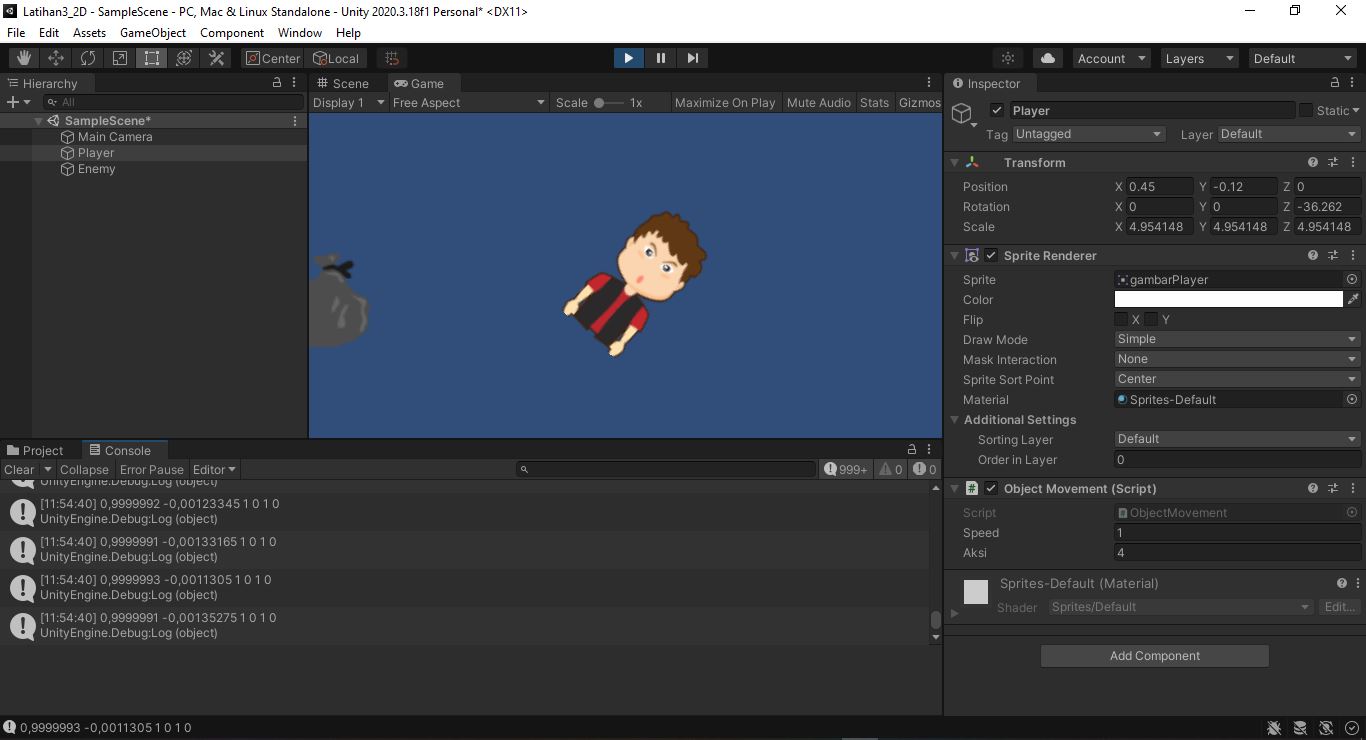 Latihan3_2D - SampleScene - PC, Mac & Linux Standalone - Unity 2020.3.18f1 Personal* <DX11>
File Edit Assets GameObject Component Window Help
Center Local Account Layers Default
Hierarchy
All
SampleScene*
Main Camera
Player
Enemy
Scene Game
Display 1 Free Aspect Scale 1x Maximize On Play Mute Audio Stats Gizmos
Inspector
Player Static
Tag Untagged Layer Default
Transform
Position X 0.45 Y -0.12 Z 0
Rotation X 0 Y 0 Z -36.262
Scale X 4.954148 Y 4.954148 Z 4.954148
Sprite Renderer
Sprite gambarPlayer
Color
Flip X Y
Draw Mode Simple
Mask Interaction None
Sprite Sort Point Center
Material Sprites-Default
Additional Settings
Sorting Layer Default
Order in Layer 0
Object Movement (Script)
Script ObjectMovement
Speed 1
Aksi 4
Sprites-Default (Material)
Shader Sprites/Default Edit...
Add Component
Project Console
Clear Collapse Error Pause Editor 999+ 0 0
UnityEngine.Debug:Log (object)
[11:54:40] 0,9999992 -0,00123345 1 0 1 0
UnityEngine.Debug:Log (object)
[11:54:40] 0,9999991 -0,00133165 1 0 1 0
UnityEngine.Debug:Log (object)
[11:54:40] 0,9999993 -0,0011305 1 0 1 0
UnityEngine.Debug:Log (object)
[11:54:40] 0,9999991 -0,00135275 1 0 1 0
UnityEngine.Debug:Log (object)
0,9999993 -0,0011305 1 0 1 0